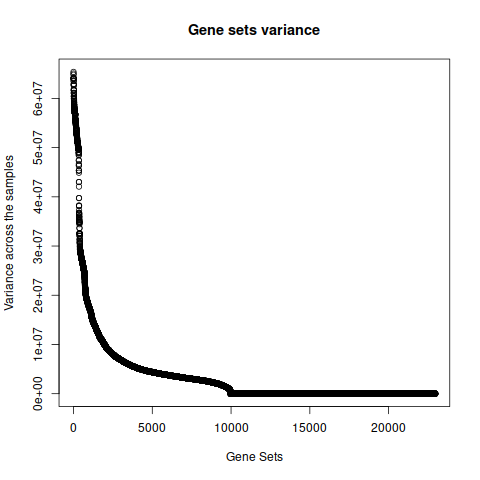 Gene sets variance
Variance across the samples
6e+07
5e+07
4e+07
3e+07
2e+07
1e+07
0e+00
0 5000 10000 15000 20000
Gene Sets